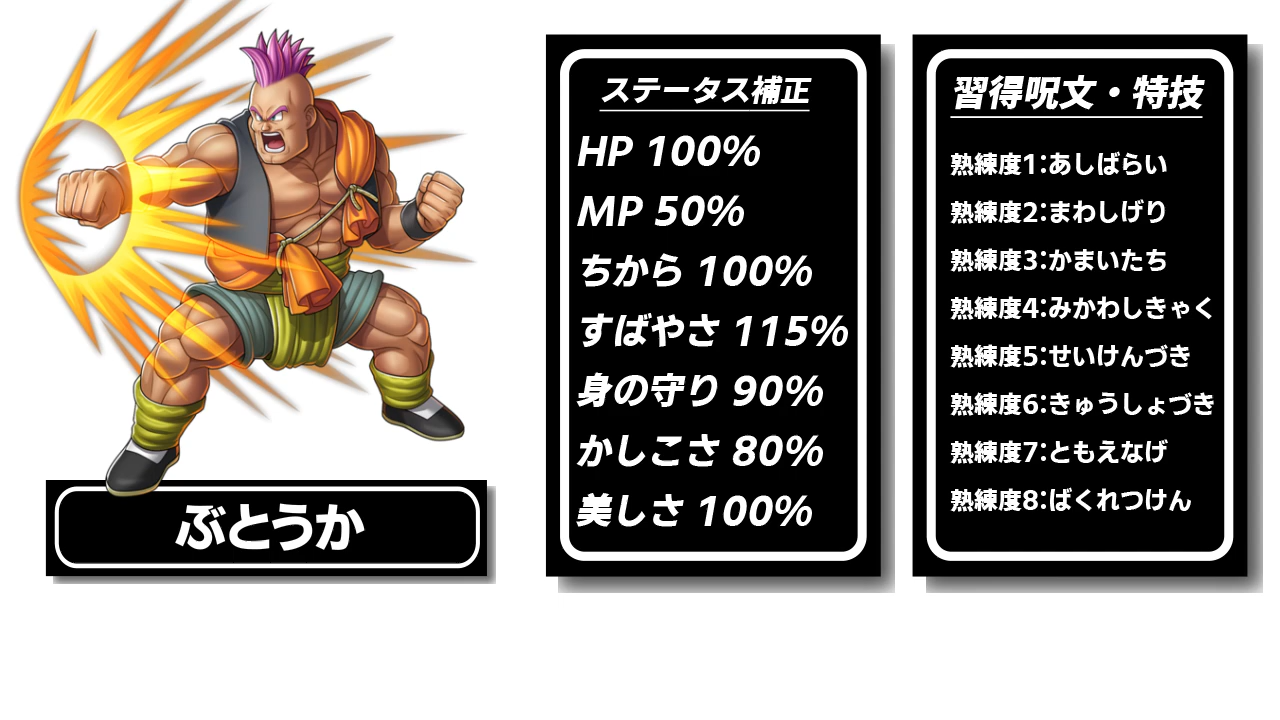 ぶとうか
ステータス補正
HP 100%
MP 50%
ちから 100%
すばやさ 115%
身の守り 90%
かしこさ 80%
美しさ 100%
習得呪文・特技
熟練度1:あしばらい
熟練度2:まわしげり
熟練度3:かまいたち
熟練度4:みかわしきゃく
熟練度5:せいけんづき
熟練度6:きゅうしょづき
熟練度7:ともえなげ
熟練度8:ばくれつけん